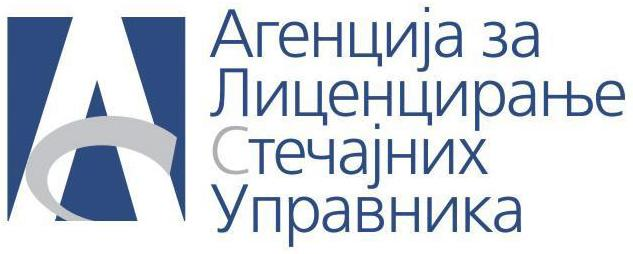 Агенција за
Лиценцирање
Стечајних
Управника